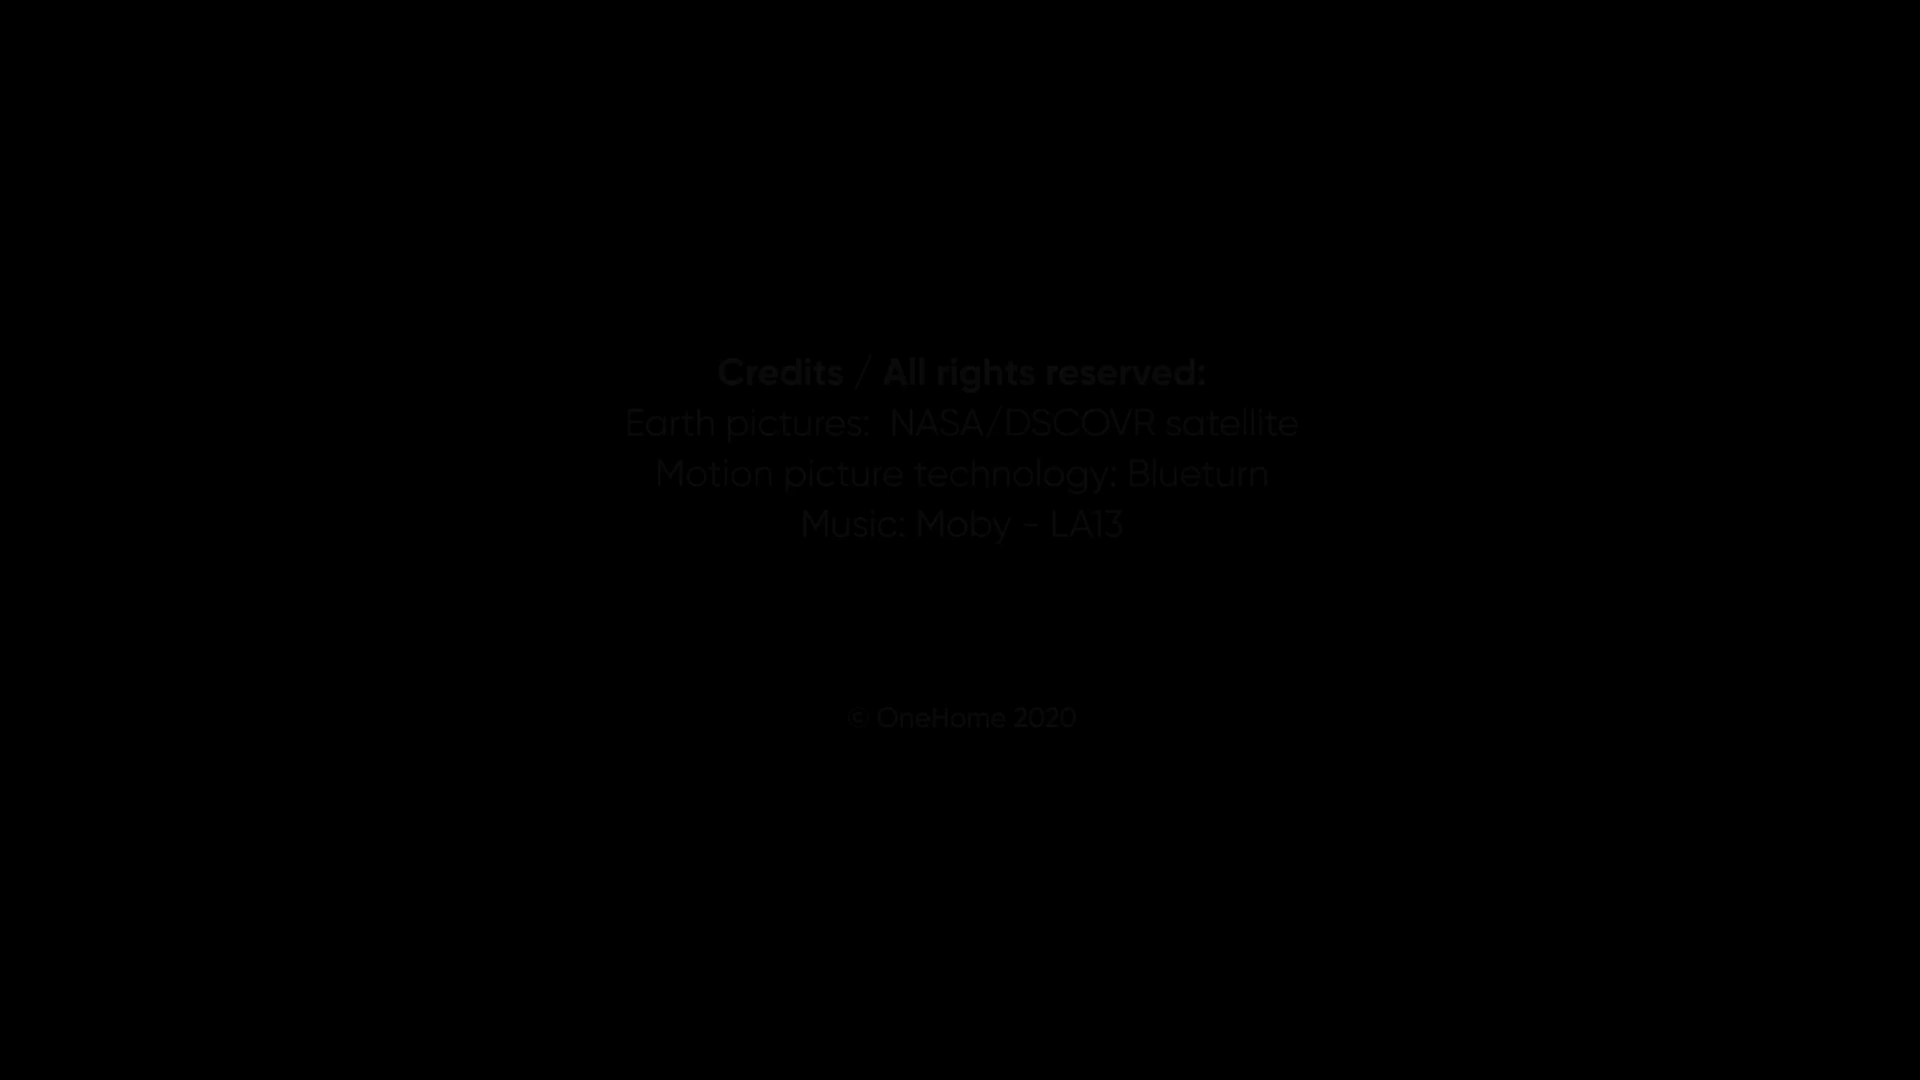 Credits / All rights reserved:
Earth pictures: NASA/DSCOVR satellite
Motion picture technology: Blueturn
Music: Moby - LA13
© OneHome 2020